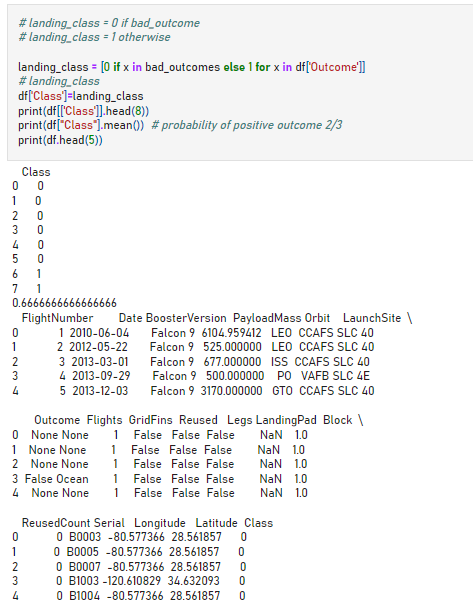 # landing_class = 0 if bad_outcome
# landing_class = 1 otherwise
landing_class = [0 if x in bad_outcomes else 1 for x in df['Outcome']]
# landing_class
df['Class']=landing_class
print(df[['Class']].head(8))
print(df["Class"].mean())  # probability of positive outcome 2/3
print(df.head(5))
Class
0 0
1 0
2 0
3 0
4 0
5 0
6 1
7 1
0.6666666666666666
FlightNumber Date BoosterVersion PayloadMass Orbit LaunchSite \
0 1 2010-06-04 Falcon 9 6104.959412 LEO CCAFS SLC 40
1 2 2012-05-22 Falcon 9 525.000000 LEO CCAFS SLC 40
2 3 2013-03-01 Falcon 9 677.000000 ISS CCAFS SLC 40
3 4 2013-09-29 Falcon 9 500.000000 PO VAFB SLC 4E
4 5 2013-12-03 Falcon 9 3170.000000 GTO CCAFS SLC 40
Outcome Flights GridFins Reused Legs LandingPad Block \
0 None None 1 False False False NaN 1.0
1 None None 1 False False False NaN 1.0
2 None None 1 False False False NaN 1.0
3 False Ocean 1 False False False NaN 1.0
4 None None 1 False False False NaN 1.0
ReusedCount Serial Longitude Latitude Class
0 0 B0003 -80.577366 28.561857 0
1 0 B0005 -80.577366 28.561857 0
2 0 B0007 -80.577366 28.561857 0
3 0 B1003 -120.610829 34.632093 0
4 0 B1004 -80.577366 28.561857 0